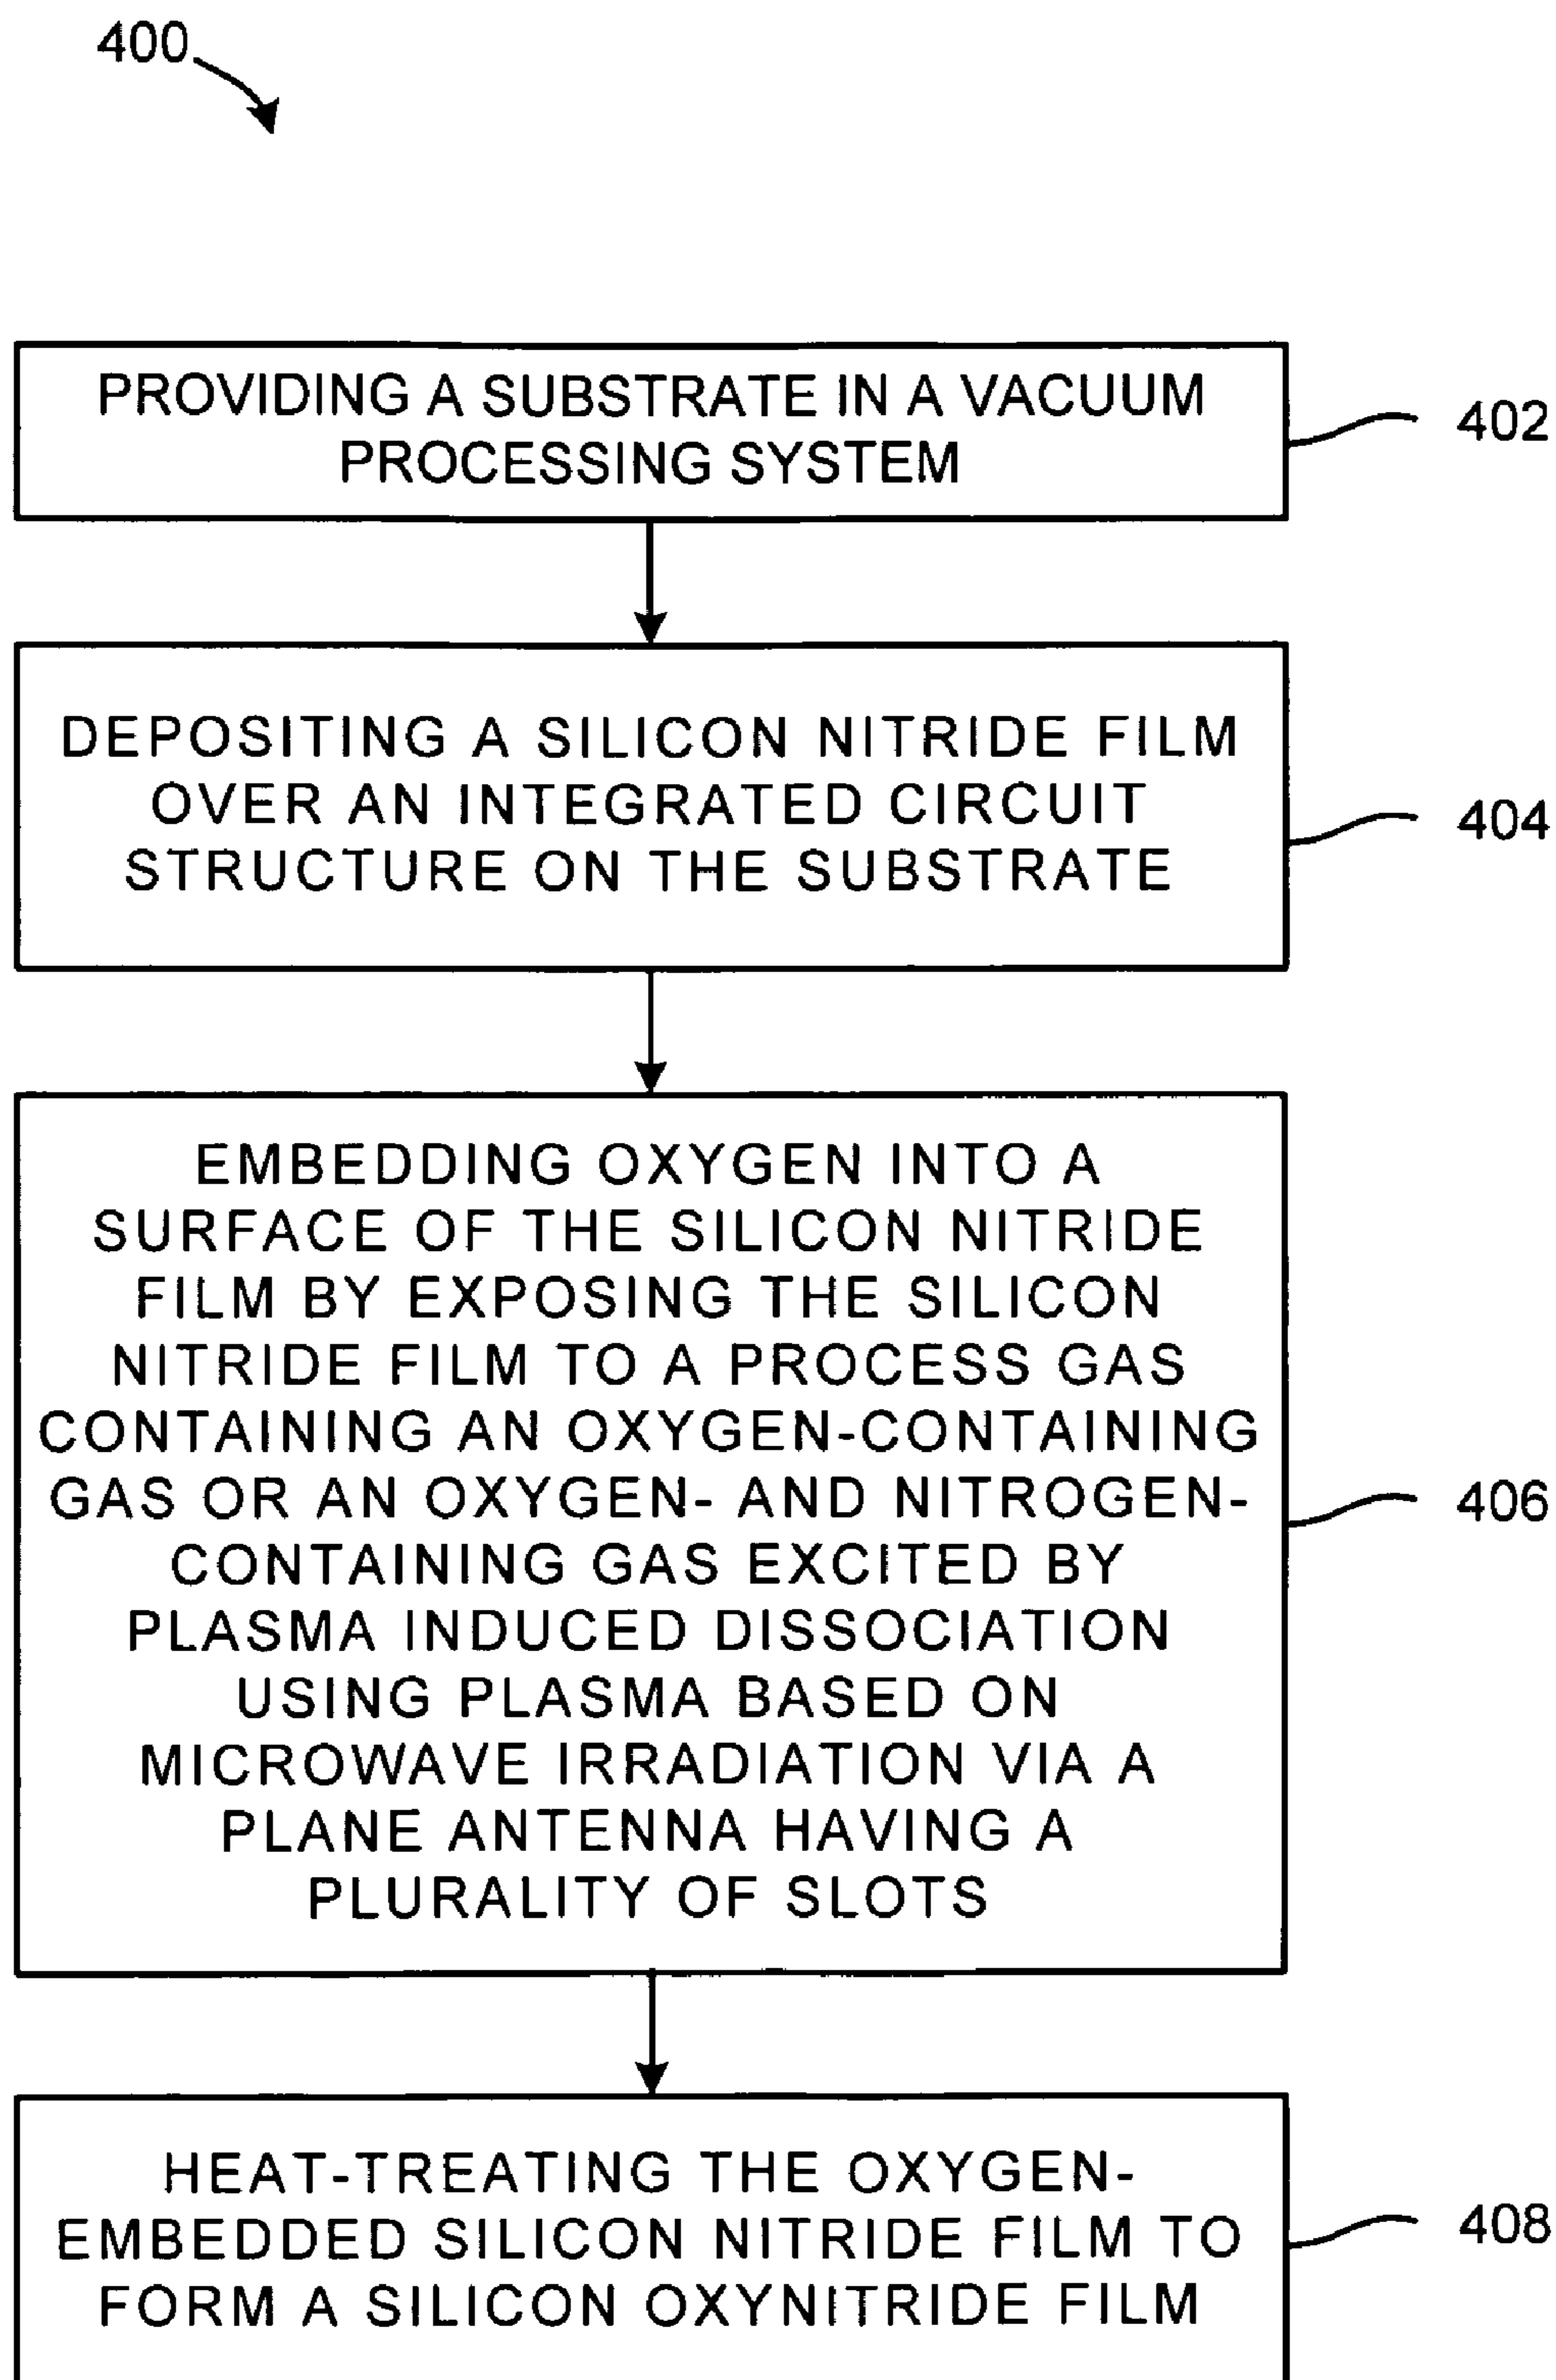 400
PROVIDING A SUBSTRATE IN A VACUUM
PROCESSING SYSTEM
402
DEPOSITING A SILICON NITRIDE FILM
OVER AN INTEGRATED CIRCUIT
STRUCTURE ON THE SUBSTRATE
404
EMBEDDING OXYGEN INTO A
SURFACE OF THE SILICON NITRIDE
FILM BY EXPOSING THE SILICON
NITRIDE FILM TO A PROCESS GAS
CONTAINING AN OXYGEN-CONTAINING
GAS OR AN OXYGEN- AND NITROGEN-
CONTAINING GAS EXCITED BY
PLASMA INDUCED DISSOCIATION
USING PLASMA BASED ON
MICROWAVE IRRADIATION VIA A
PLANE ANTENNA HAVING A
PLURALITY OF SLOTS
406
HEAT-TREATING THE OXYGEN-
EMBEDDED SILICON NITRIDE FILM TO
FORM A SILICON OXYNITRIDE FILM
408